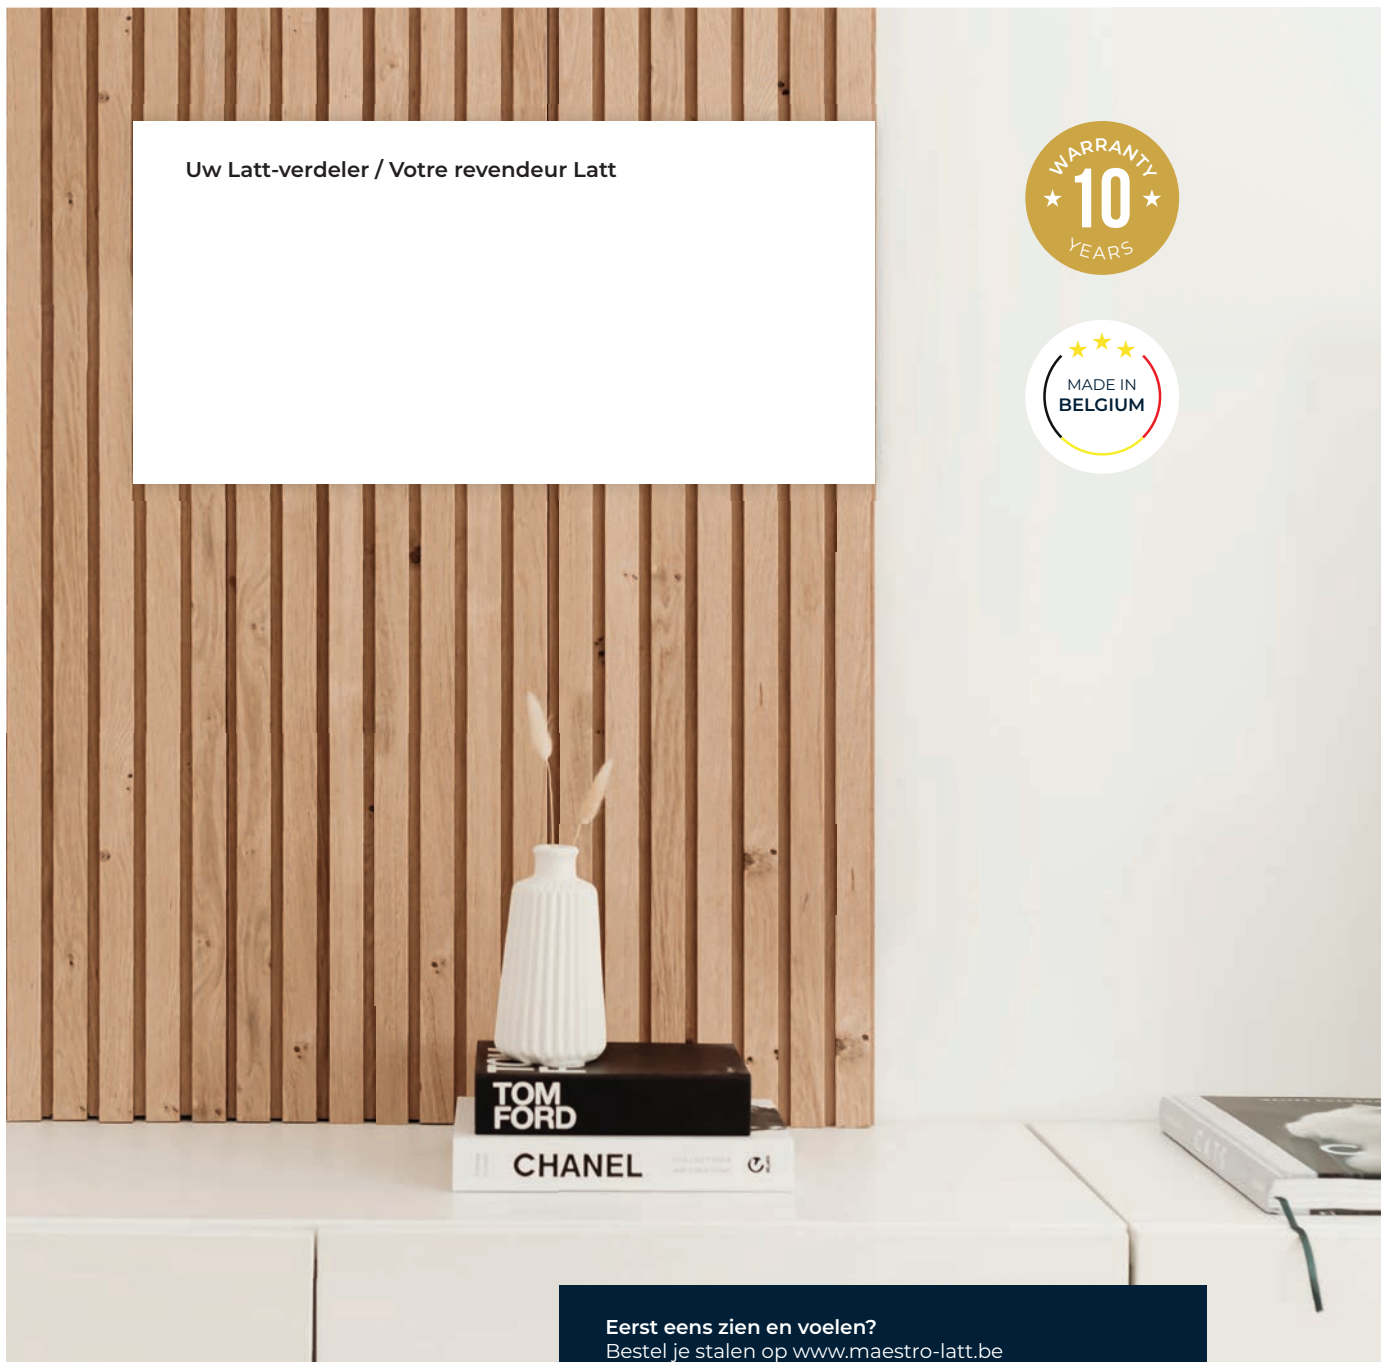 Uw Latt-verdeler / Votre revendeur Latt
WARRANTY
10
YEARS
MADE IN
BELGIUM
TOM
FORD
CHANEL
CATS
Eerst eens zien en voelen?
Bestel je stalen op www.maestro-latt.be